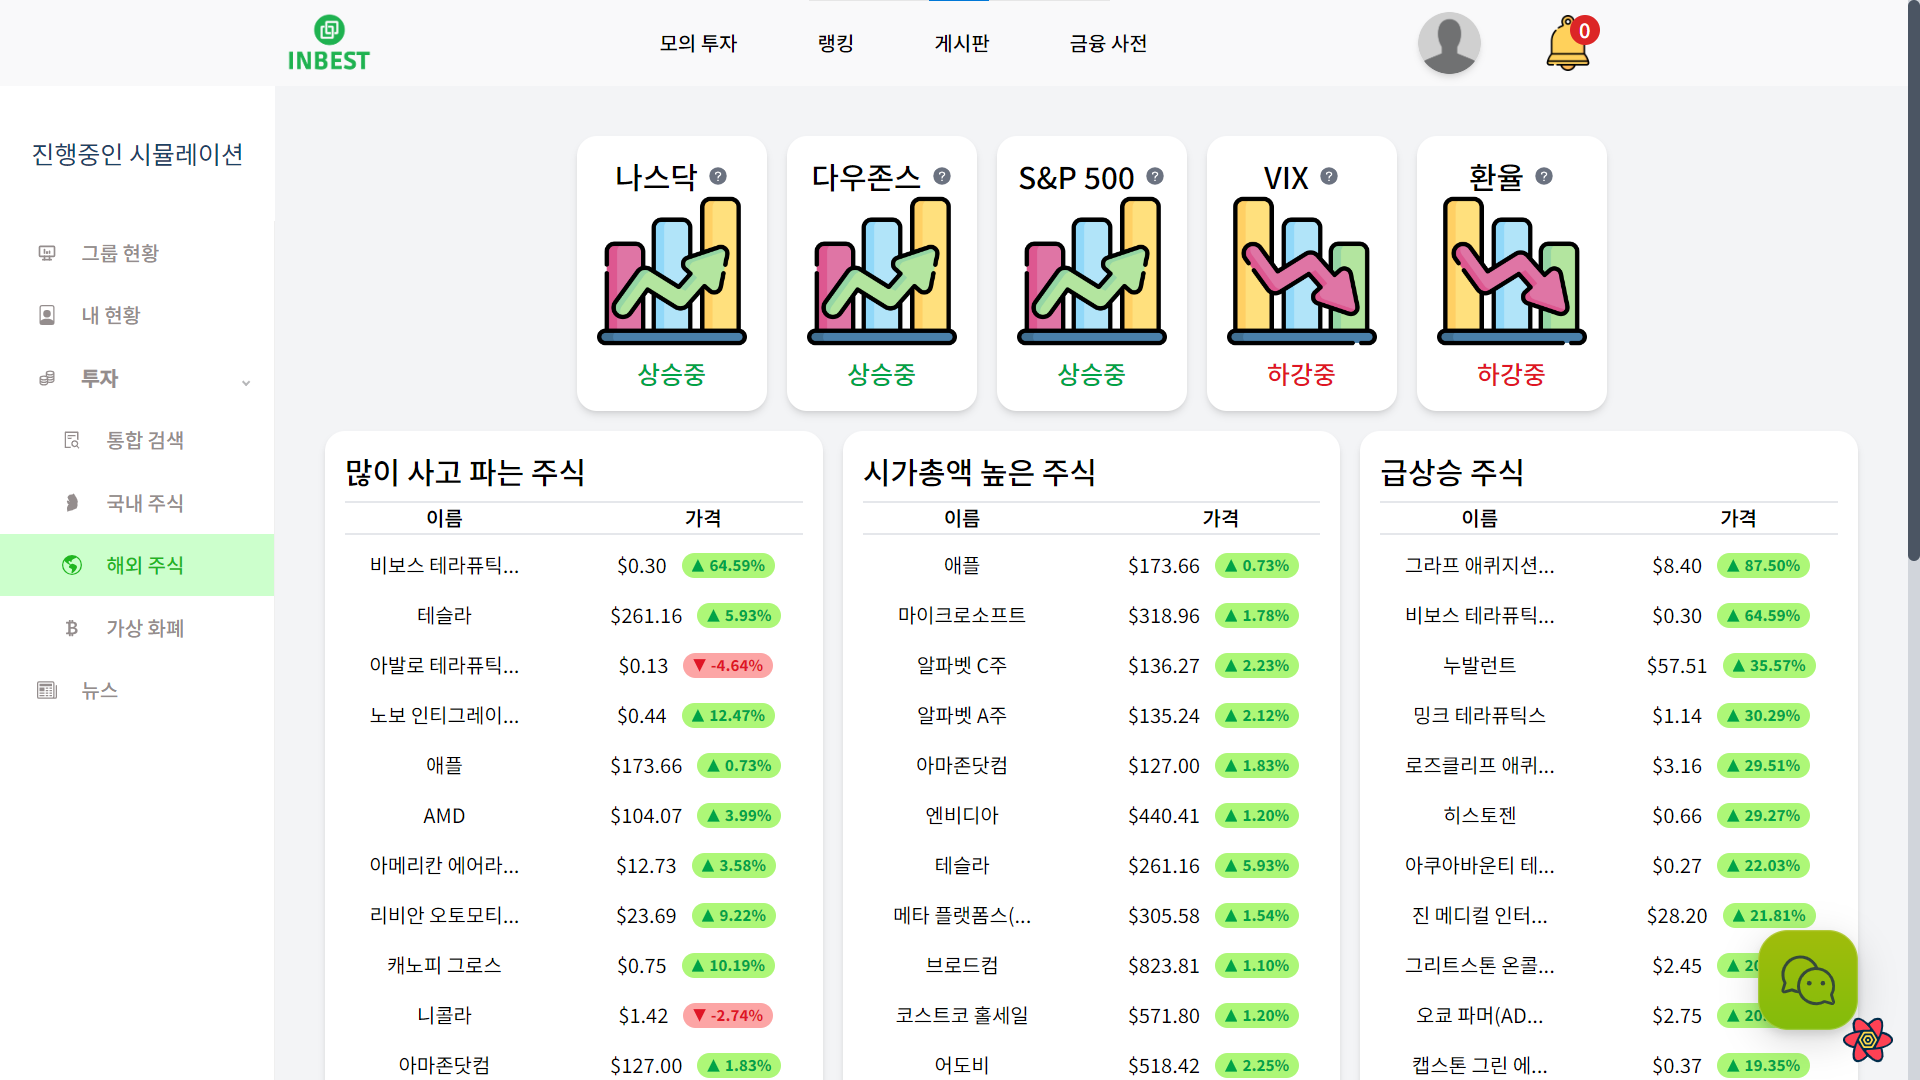 INBEST
모의 투자 랭킹 게시판 금융 사전
0
진행중인 시뮬레이션
그룹 현황
내 현황
투자
통합 검색
국내 주식
해외 주식
가상 화폐
뉴스
나스닥 ?
상승중
다우존스 ?
상승중
S&P 500 ?
상승중
VIX ?
하강중
환율 ?
하강중
많이 사고 파는 주식
이름 가격
비보스 테라퓨틱... $0.30 ▲ 64.59%
테슬라 $261.16 ▲ 5.93%
아발로 테라퓨틱... $0.13 ▼ -4.64%
노보 인티그레이... $0.44 ▲ 12.47%
애플 $173.66 ▲ 0.73%
AMD $104.07 ▲ 3.99%
아메리칸 에어라... $12.73 ▲ 3.58%
리비안 오토모티... $23.69 ▲ 9.22%
캐노피 그로스 $0.75 ▲ 10.19%
니콜라 $1.42 ▼ -2.74%
아마존닷컴 $127.00 ▲ 1.83%
시가총액 높은 주식
이름 가격
애플 $173.66 ▲ 0.73%
마이크로소프트 $318.96 ▲ 1.78%
알파벳 C주 $136.27 ▲ 2.23%
알파벳 A주 $135.24 ▲ 2.12%
아마존닷컴 $127.00 ▲ 1.83%
엔비디아 $440.41 ▲ 1.20%
테슬라 $261.16 ▲ 5.93%
메타 플랫폼스(... $305.58 ▲ 1.54%
브로드컴 $823.81 ▲ 1.10%
코스트코 홀세일 $571.80 ▲ 1.20%
어도비 $518.42 ▲ 2.25%
급상승 주식
이름 가격
그라프 애퀴지션... $8.40 ▲ 87.50%
비보스 테라퓨틱... $0.30 ▲ 64.59%
누발런트 $57.51 ▲ 35.57%
밍크 테라퓨틱스 $1.14 ▲ 30.29%
로즈클리프 애퀴... $3.16 ▲ 29.51%
히스토젠 $0.66 ▲ 29.27%
아쿠아바운티 테... $0.27 ▲ 22.03%
진 메디컬 인터... $28.20 ▲ 21.81%
그리트스톤 온콜... $2.45 ▲
오쿄 파머(AD... $2.75 ▲
캡스톤 그린 에... $0.37 ▲ 19.35%